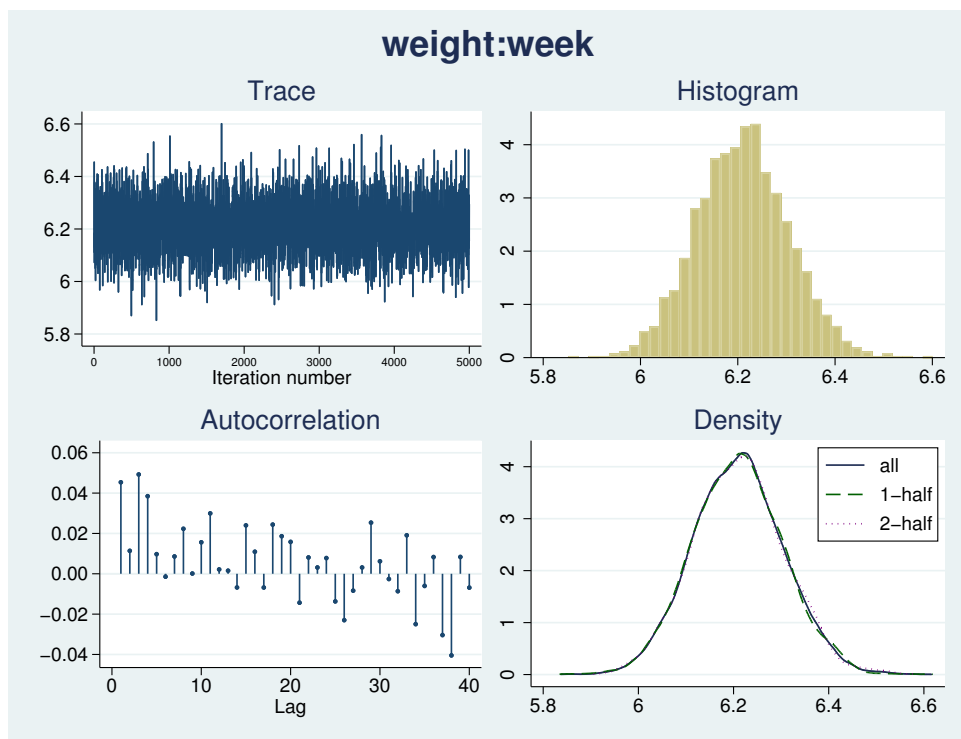 weight:week
Trace
6.6
6.4
6.2
6
5.8
0 1000 2000 3000 4000 5000
Iteration number
Histogram
4
3
2
1
0
5.8 6 6.2 6.4 6.6
Autocorrelation
0.06
0.04
0.02
0.00
−0.02
−0.04
0 10 20 30 40
Lag
Density
4
3
2
1
0
5.8 6 6.2 6.4 6.6
all
1−half
2−half